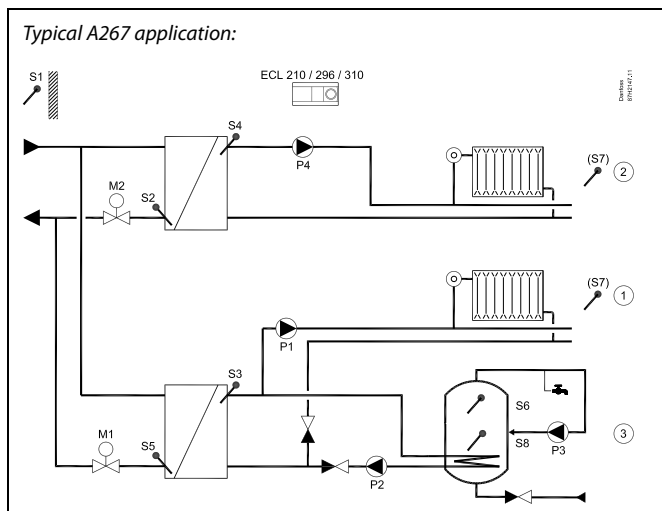 Typical A267 application:
S1
ECL 210 / 296 / 310
Danfoss
87H2147.11
S4
P4
(S7)
2
M2
S2
(S7)
1
P1
S3
S6
M1
S5
S8
P3
3
P2